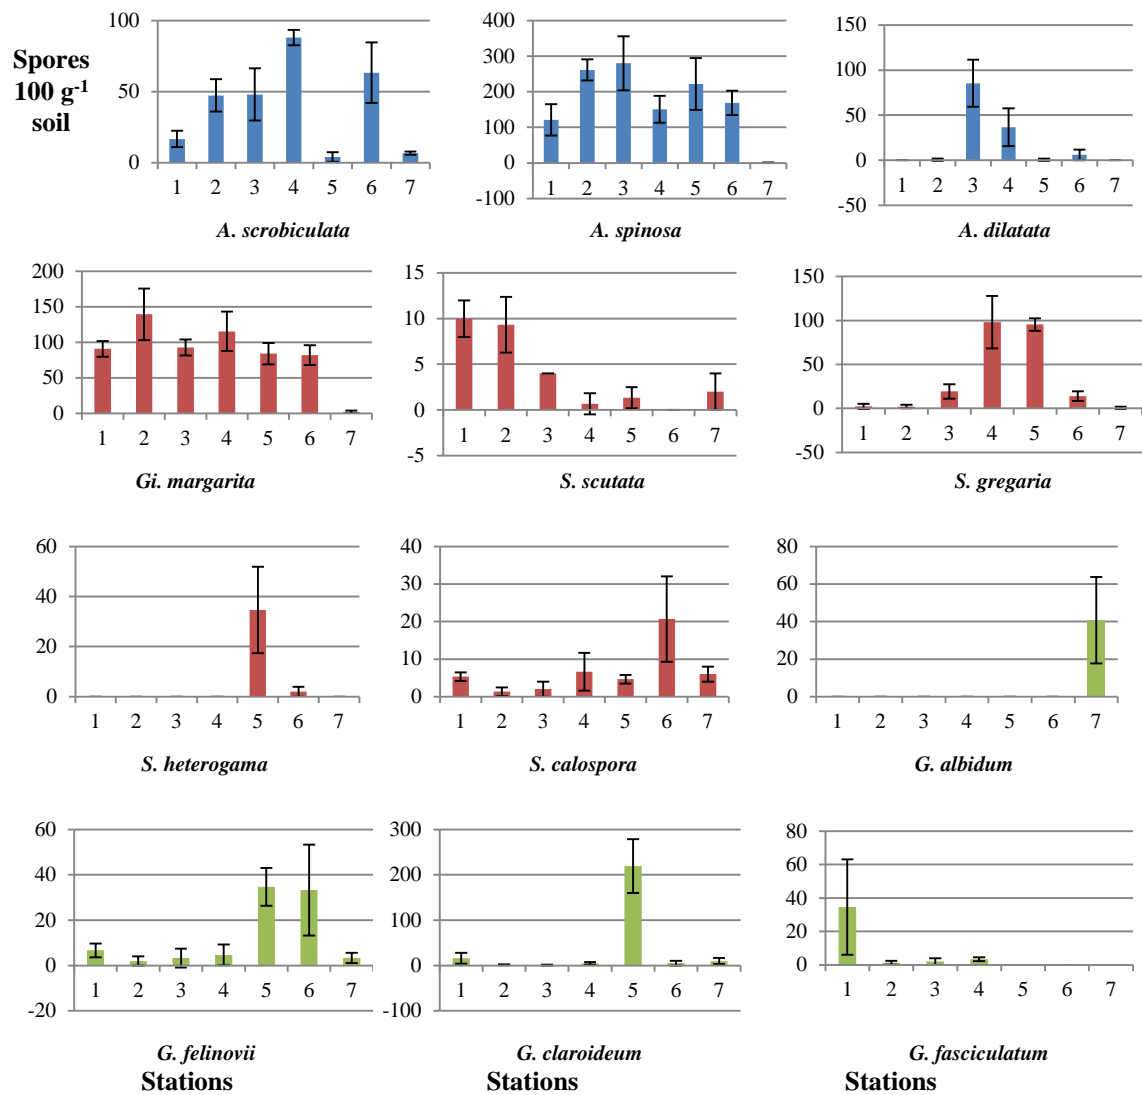 Spores
100 g-1
soil
100
50
0
1 2 3 4 5 6 7
A. scrobiculata
400
300
200
100
0
-100
1 2 3 4 5 6 7
A. spinosa
150
100
50
0
-50
1 2 3 4 5 6 7
A. dilatata
200
150
100
50
0
1 2 3 4 5 6 7
Gi. margarita
15
10
5
0
-5
1 2 3 4 5 6 7
S. scutata
150
100
50
0
-50
1 2 3 4 5 6 7
S. gregaria
60
40
20
0
1 2 3 4 5 6 7
S. heterogama
40
30
20
10
0
1 2 3 4 5 6 7
S. calospora
80
60
40
20
0
1 2 3 4 5 6 7
G. albidum
60
40
20
0
-20
1 2 3 4 5 6 7
G. felinovii
Stations
300
200
100
0
-100
1 2 3 4 5 6 7
G. claroideum
Stations
80
60
40
20
0
1 2 3 4 5 6 7
G. fasciculatum
Stations